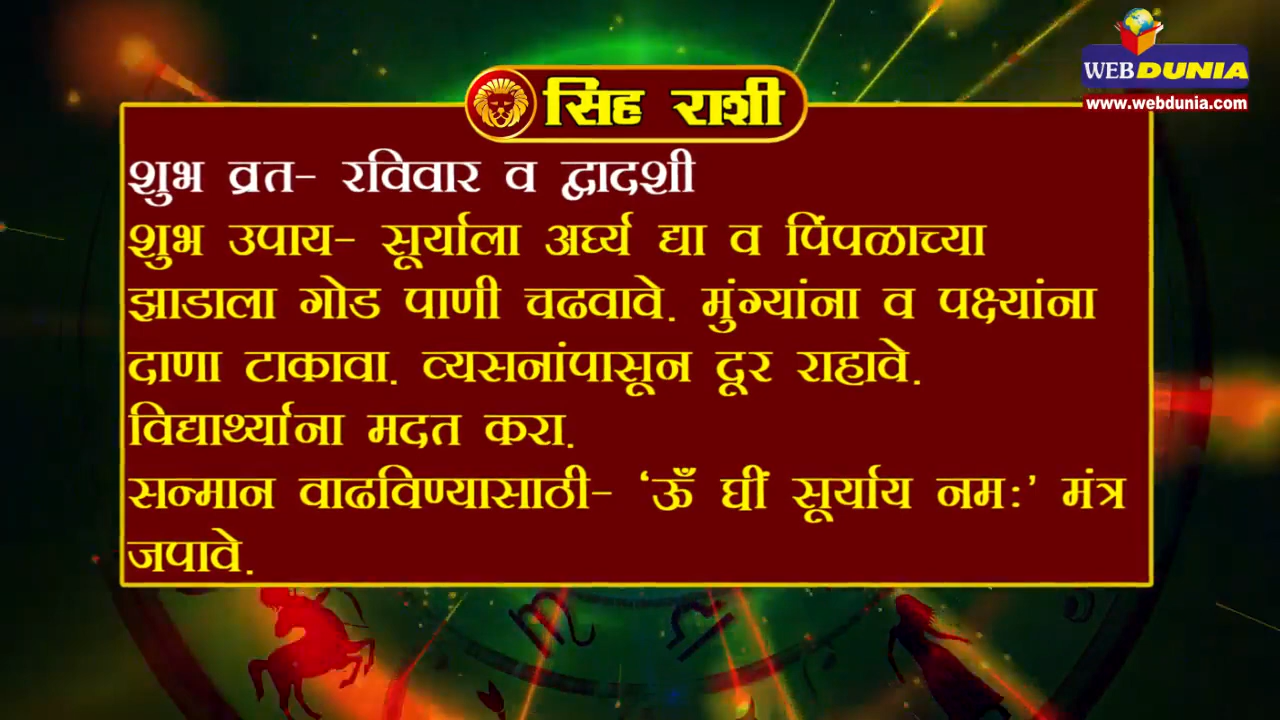 WEBDUNIA
www.webdunia.com
सिंह राशी
शुभ व्रत- रविवार व द्वादशी
शुभ उपाय- सूर्याला अर्घ्य द्या व पिंपळाच्या
झाडाला गोड पाणी चढवावे. मुंग्यांना व पक्ष्यांना
दाणा टाकावा. व्यसनांपासून दूर राहावे.
विद्यार्थ्यांना मदत करा.
सन्मान वाढविण्यासाठी- ‘ऊँ घीं सूर्याय नमः’ मंत्र
जपावे.